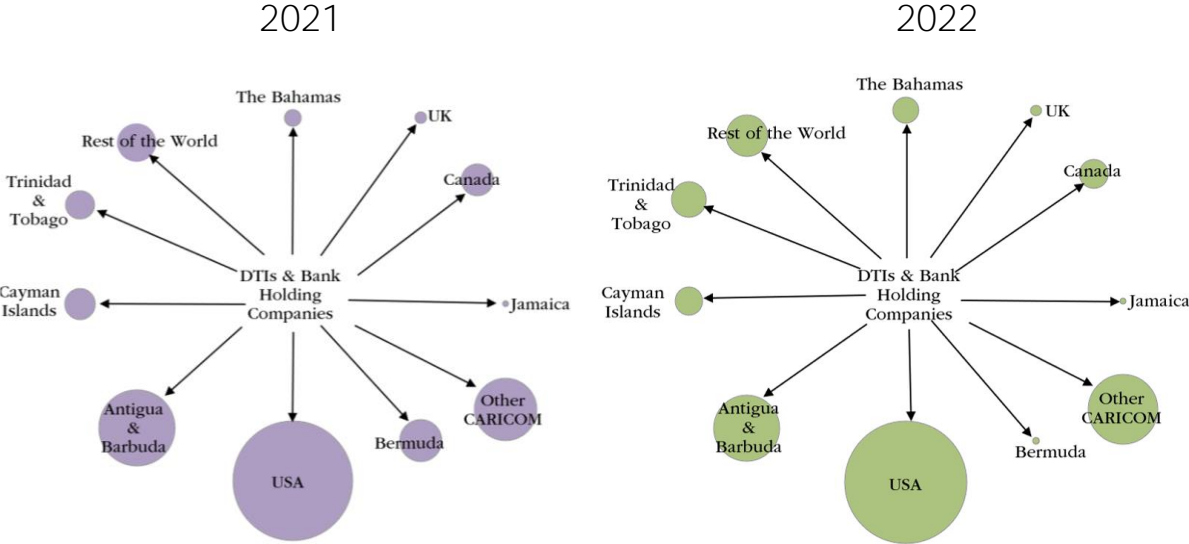 2021
The Bahamas
UK
Rest of the World
Canada
Trinidad
&
Tobago
DTIs & Bank
Holding
Companies
Cayman
Islands
Jamaica
Antigua
&
Barbuda
Other
CARICOM
Bermuda
USA
2022
The Bahamas
UK
Rest of the World
Canada
Trinidad
&
Tobago
DTIs & Bank
Holding
Companies
Cayman
Islands
Jamaica
Antigua
&
Barbuda
Other
CARICOM
Bermuda
USA